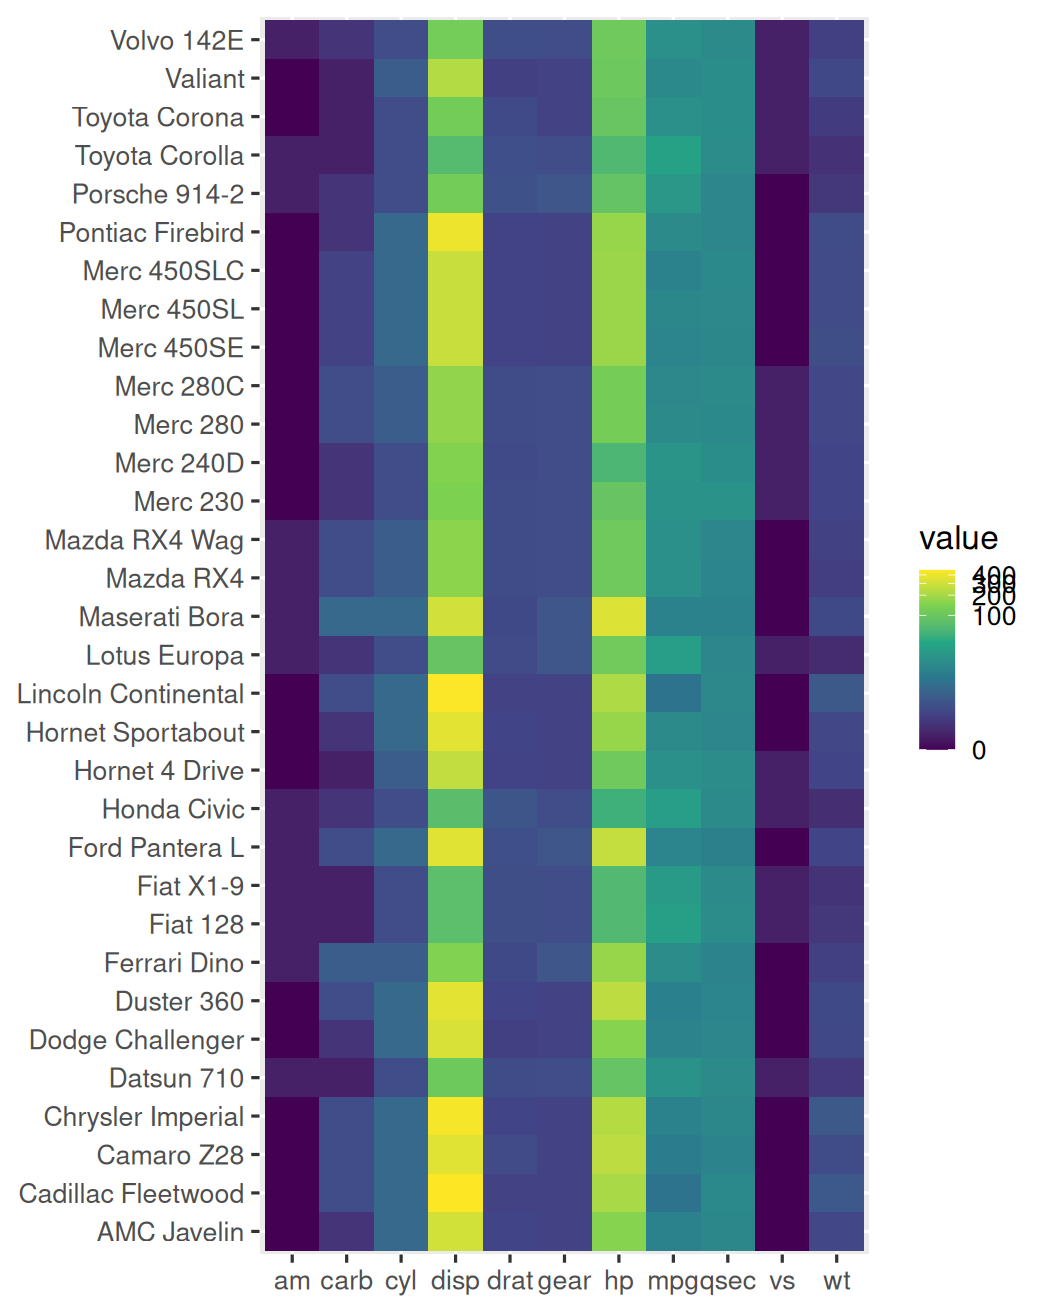 Volvo 142E
Valiant
Toyota Corona
Toyota Corolla
Porsche 914-2
Pontiac Firebird
Merc 450SLC
Merc 450SL
Merc 450SE
Merc 280C
Merc 280
Merc 240D
Merc 230
Mazda RX4 Wag
Mazda RX4
Maserati Bora
Lotus Europa
Lincoln Continental
Hornet Sportabout
Hornet 4 Drive
Honda Civic
Ford Pantera L
Fiat X1-9
Fiat 128
Ferrari Dino
Duster 360
Dodge Challenger
Datsun 710
Chrysler Imperial
Camaro Z28
Cadillac Fleetwood
AMC Javelin
am carb cyl disp drat gear hp mpg qsec vs wt
value
400
300
200
100
0